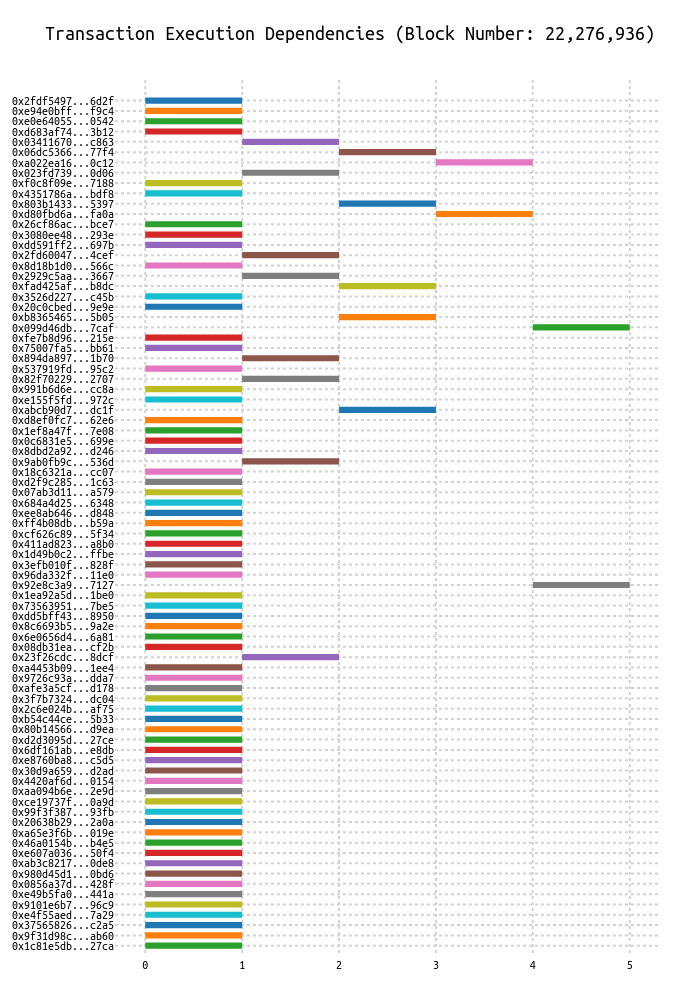 Transaction Execution Dependencies (Block Number: 22,276,936)
0x2fdf5497...6d2f
0xe94e0bff...f9c4
0xe0e64055...0542
0xd683af74...3b12
0x03411670...c863
0x06dc5366...77f4
0xa022ea16...0c12
0x023fd739...0d06
0xf0c8f09e...7188
0x4351786a...bdf8
0x803b1433...5397
0xd80fbd6a...fa0a
0x26cf86ac...bce7
0x3080ee48...293e
0xdd591ff2...697b
0x2fd60047...4cef
0x8d18b1d0...566c
0x2929c5aa...3667
0xfad425af...b8dc
0x3526d227...c45b
0x20c0cbed...9e9e
0xb8365465...5b05
0x099d46db...7caf
0xfe7b8d96...215e
0x75007fa5...bb61
0x894da897...1b70
0x537919fd...95c2
0x82f70229...2707
0x991b6d6e...cc8a
0xe155f5fd...972c
0xabcb90d7...dc1f
0xd8ef0fc7...62e6
0x1ef8a47f...7e08
0x0c6831e5...699e
0x8dbd2a92...d246
0x9ab0fb9c...536d
0x18c6321a...cc07
0xd2f9c285...1c63
0x07ab3d11...a579
0x684a4d25...6348
0xee8ab646...d848
0xff4b08db...b59a
0xcf626c89...5f34
0x411ad823...a8b0
0x1d49b0c2...ffbe
0x3efb010f...828f
0x96da332f...11e0
0x92e8c3a9...7127
0x1ea92a5d...1be0
0x73563951...7be5
0xdd5bff43...8950
0x8c6693b5...9a2e
0x6e0656d4...6a81
0x08db31ea...cf2b
0x23f26cdc...8dcf
0xa4453b09...1ee4
0x9726c93a...dda7
0xafe3a5cf...d178
0x3f7b7324...dc04
0x2c6e024b...af75
0xb54c44ce...5b33
0x80b14566...d9ea
0xd2d3095d...27ce
0x6df161ab...e8db
0xe8760ba8...c5d5
0x30d9a659...d2ad
0x4420af6d...0154
0xaa094b6e...2e9d
0xce19737f...0a9d
0x99f3f387...93fb
0x20638b29...2a0a
0xa65e3f6b...019e
0x46a0154b...b4e5
0xe607a036...50f4
0xab3c8217...0de8
0x980d45d1...0bd6
0x0856a37d...428f
0xe49b5fa0...441a
0x9101e6b7...96c9
0xe4f55aed...7a29
0x37565826...c2a5
0x9f31d98c...ab60
0x1c81e5db...27ca
0 1 2 3 4 5